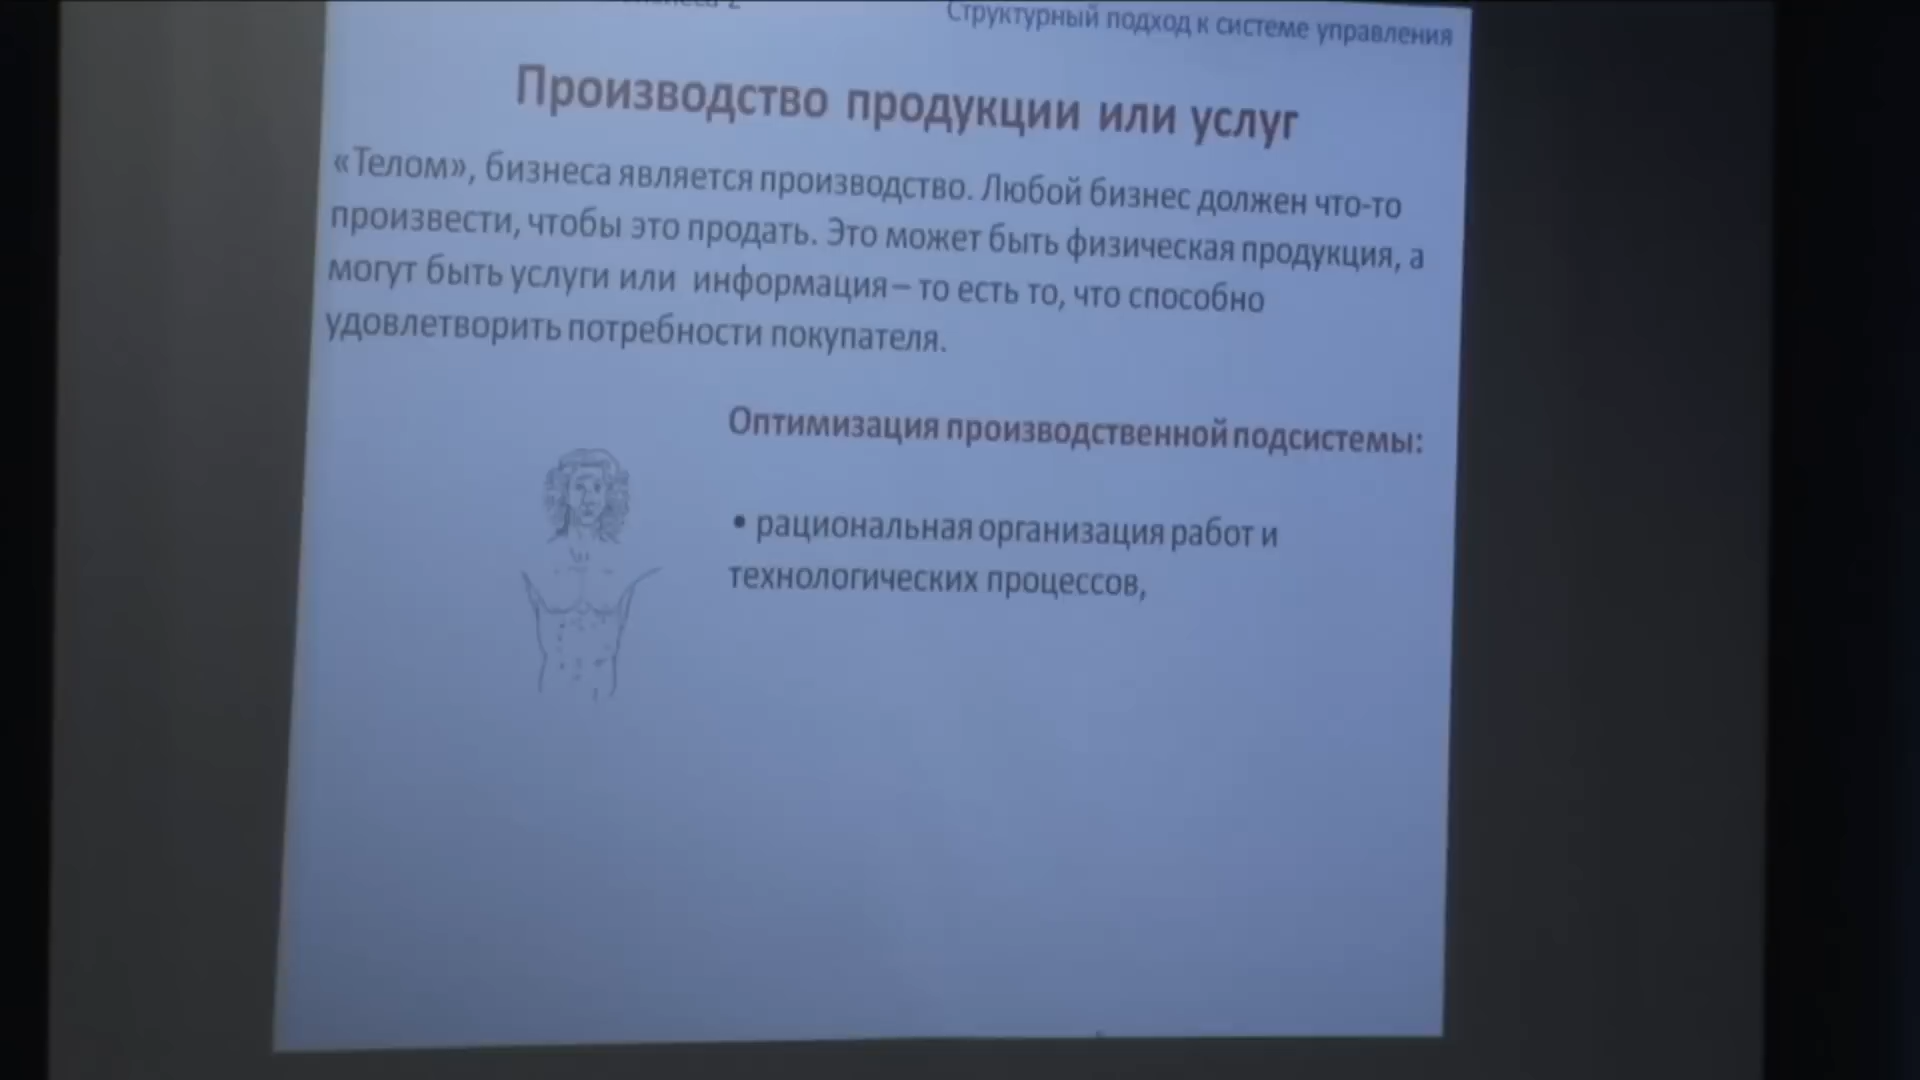 Структурный подход к системе управления
Производство продукции или услуг
«Телом», бизнеса является производство. Любой бизнес должен что-то
произвести, чтобы это продать. Это может быть физическая продукция, а
могут быть услуги или информация – то есть то, что способно
удовлетворить потребности покупателя.
Оптимизация производственной подсистемы:
• рациональная организация работ и
технологических процессов,